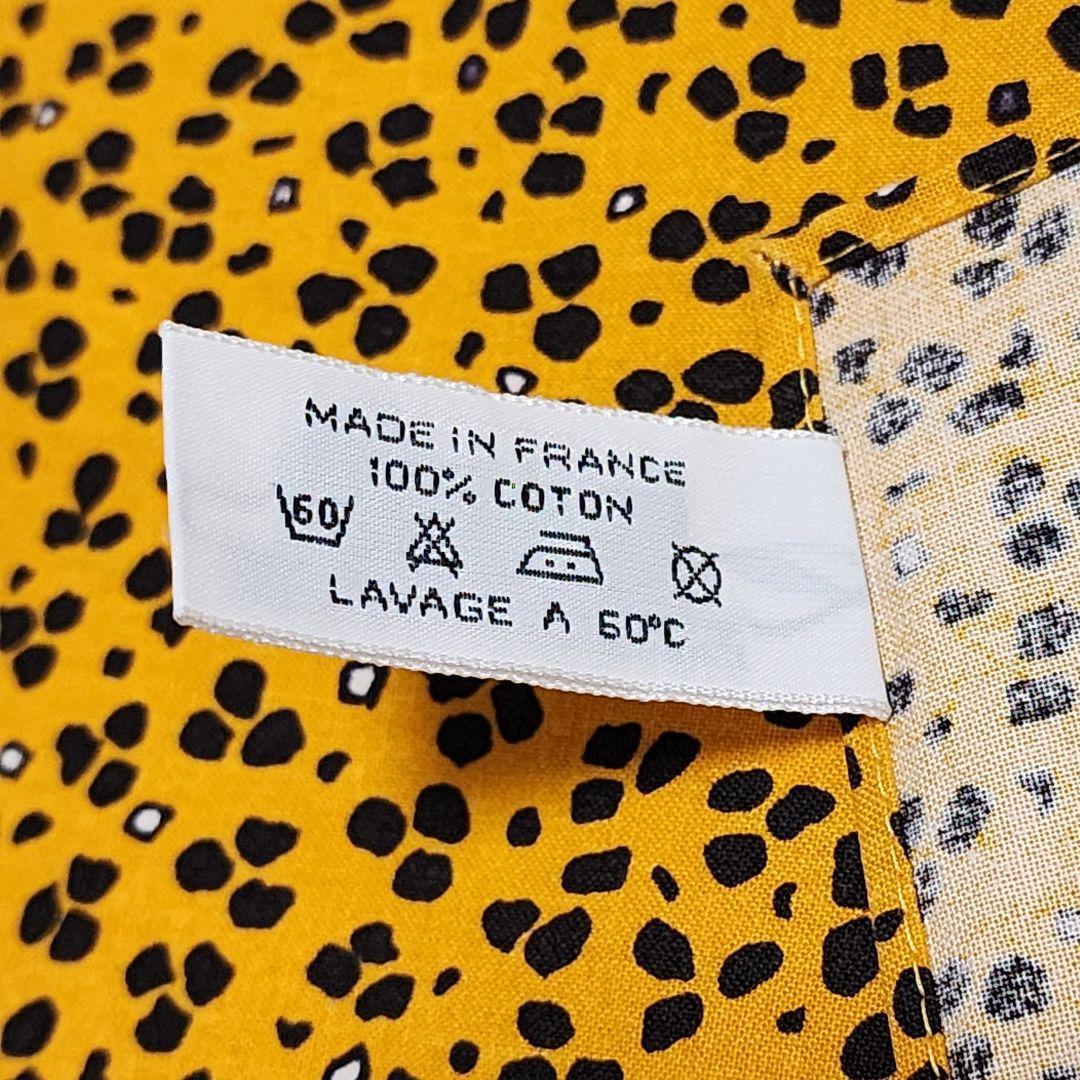 MADE IN FRANCE
100% COTON
60
LAVAGE A 60°C